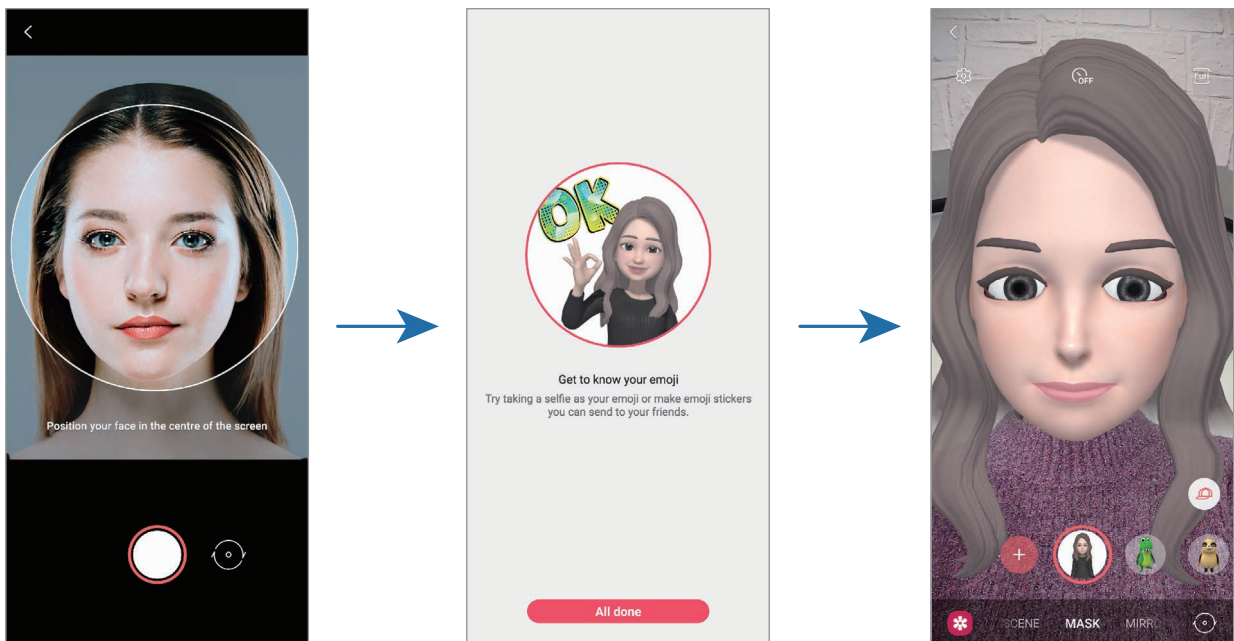 Position your face in the centre of the screen
OK
Get to know your emoji
Try taking a selfie as your emoji or make emoji stickers
you can send to your friends.
All done
OFF
Full
SCENE MASK MIRRO